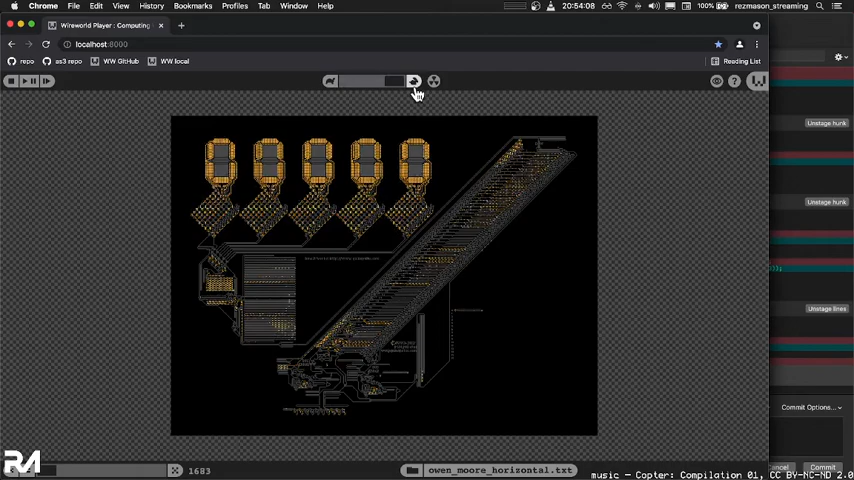 Chrome File Edit View History Bookmarks Profiles Tab Window Help 100% 20:54:08 rezmason_streaming
Wireworld Player : Computing
localhost:8000
repo as3 repo WW GitHub WW local Reading List
Unstage hunk
Unstage hunk
Unstage lines
Commit Options...
Commit
1683 owen_moore_horizontal.txt
music - Copter: Compilation 01, CC BY-NC-ND 2.0